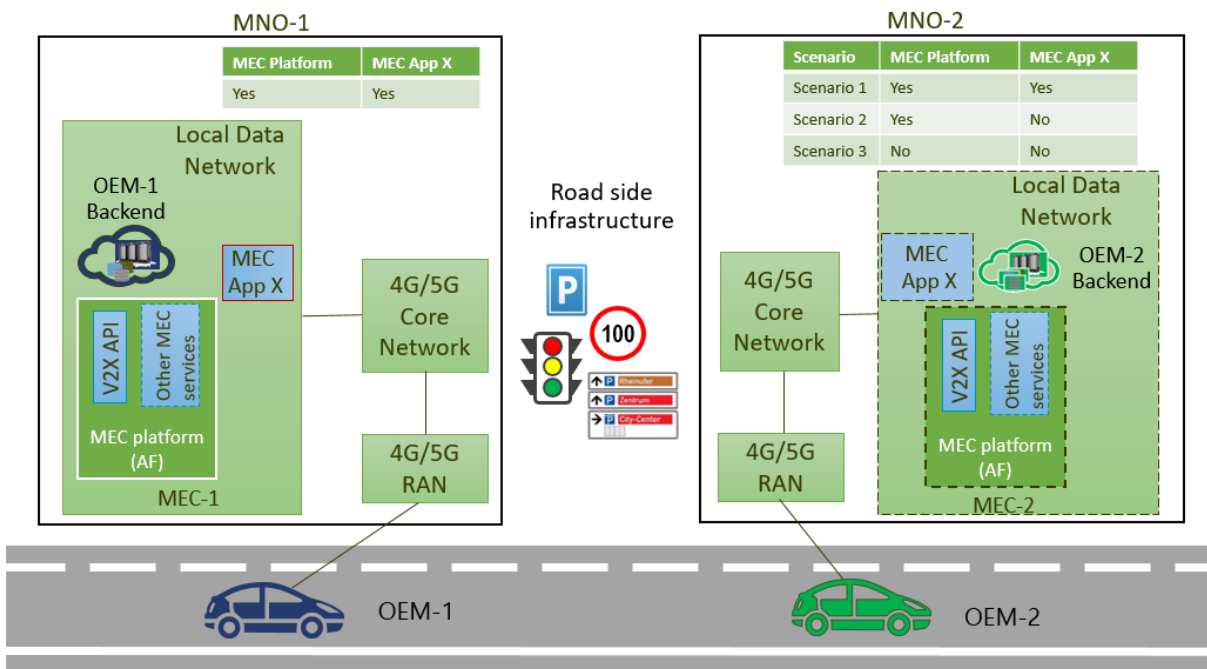 MNO-1
MEC Platform MEC App X
Yes Yes
Local Data
Network
OEM-1
Backend
MEC
App X
V2X API
Other MEC
services
MEC platform
(AF)
MEC-1
4G/5G
Core
Network
4G/5G
RAN
Road side
infrastructure
P
100
P Rheinufer
P Zentrum
P City-Center
MNO-2
Scenario MEC Platform MEC App X
Scenario 1 Yes Yes
Scenario 2 Yes No
Scenario 3 No No
Local Data
Network
MEC
App X
OEM-2
Backend
4G/5G
Core
Network
V2X API
Other MEC
services
MEC platform
(AF)
MEC-2
4G/5G
RAN
OEM-1
OEM-2